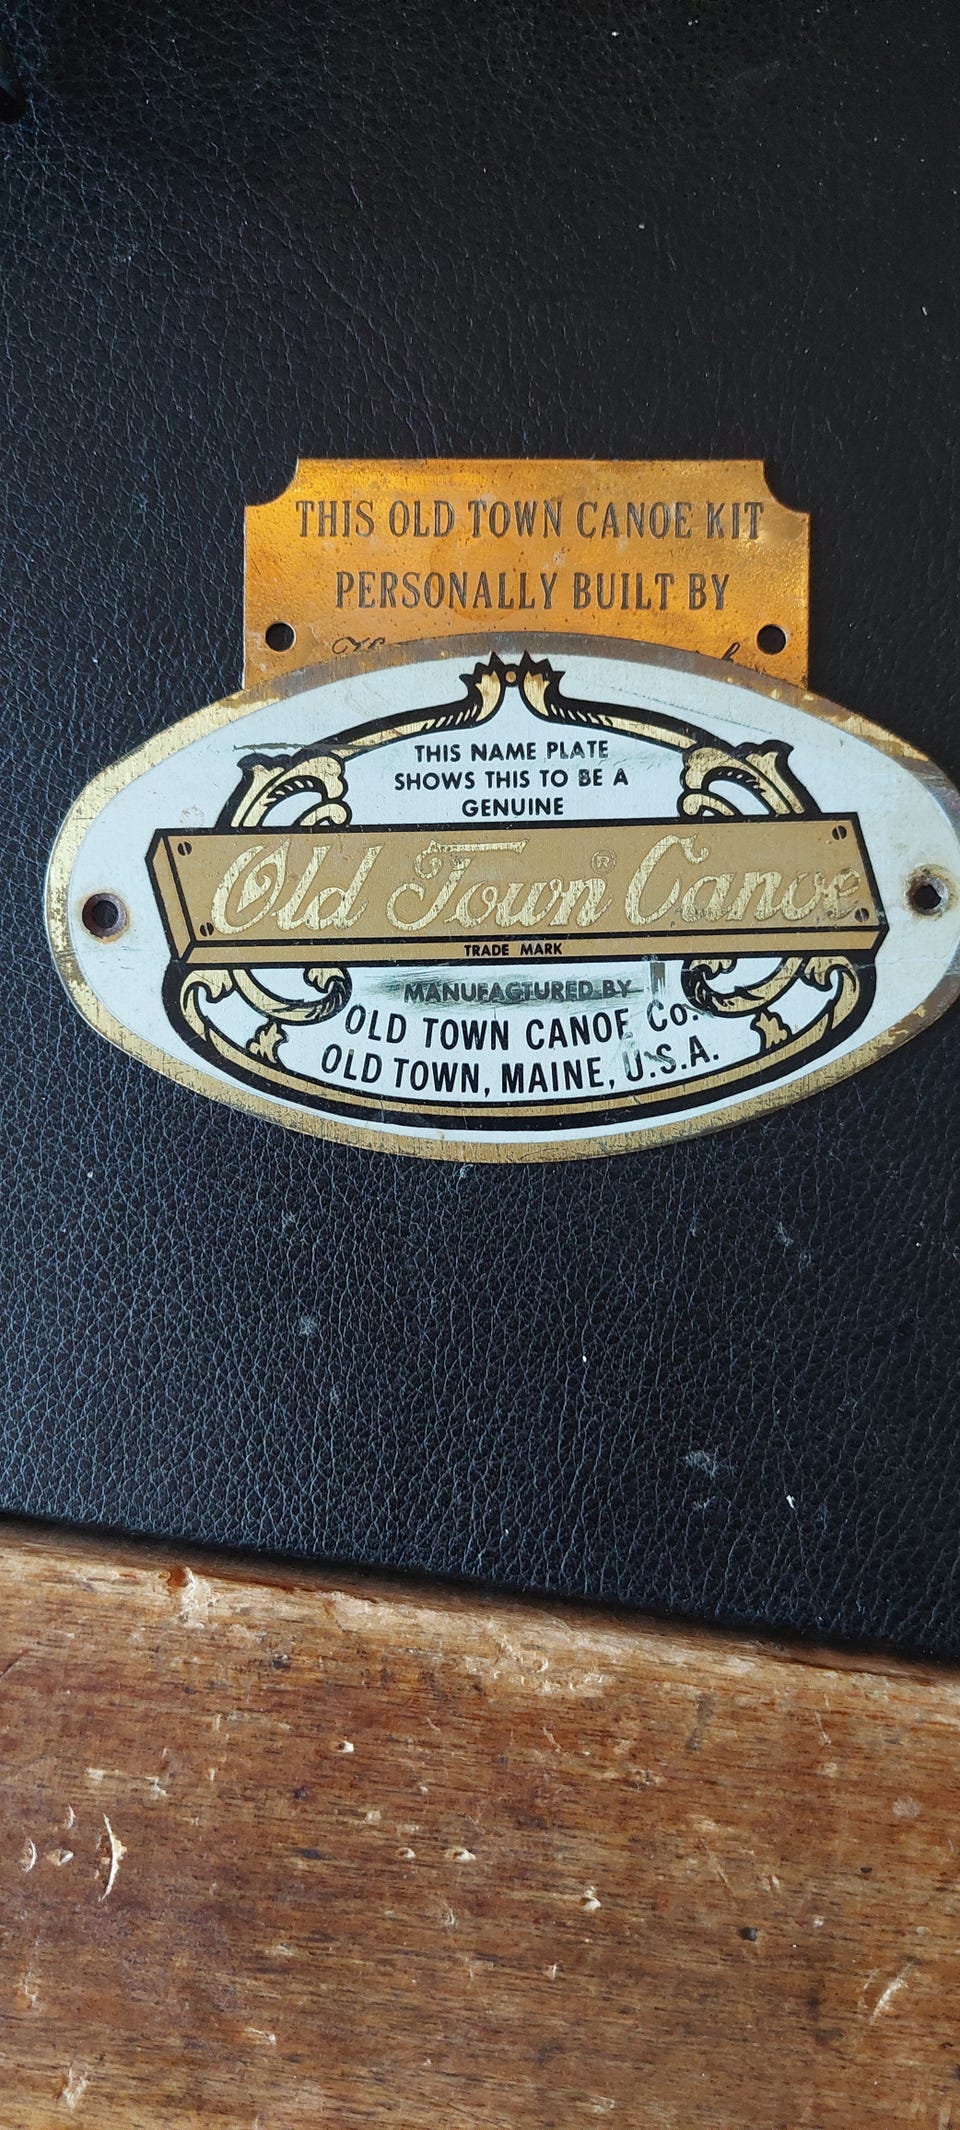 THIS OLD TOWN CANOE KIT
PERSONALLY BUILT BY
THIS NAME PLATE
SHOWS THIS TO BE A
GENUINE
Old Town® Canoe
TRADE MARK
MANUFACTURED BY
OLD TOWN CANOE Co.
OLD TOWN, MAINE, U.S.A.